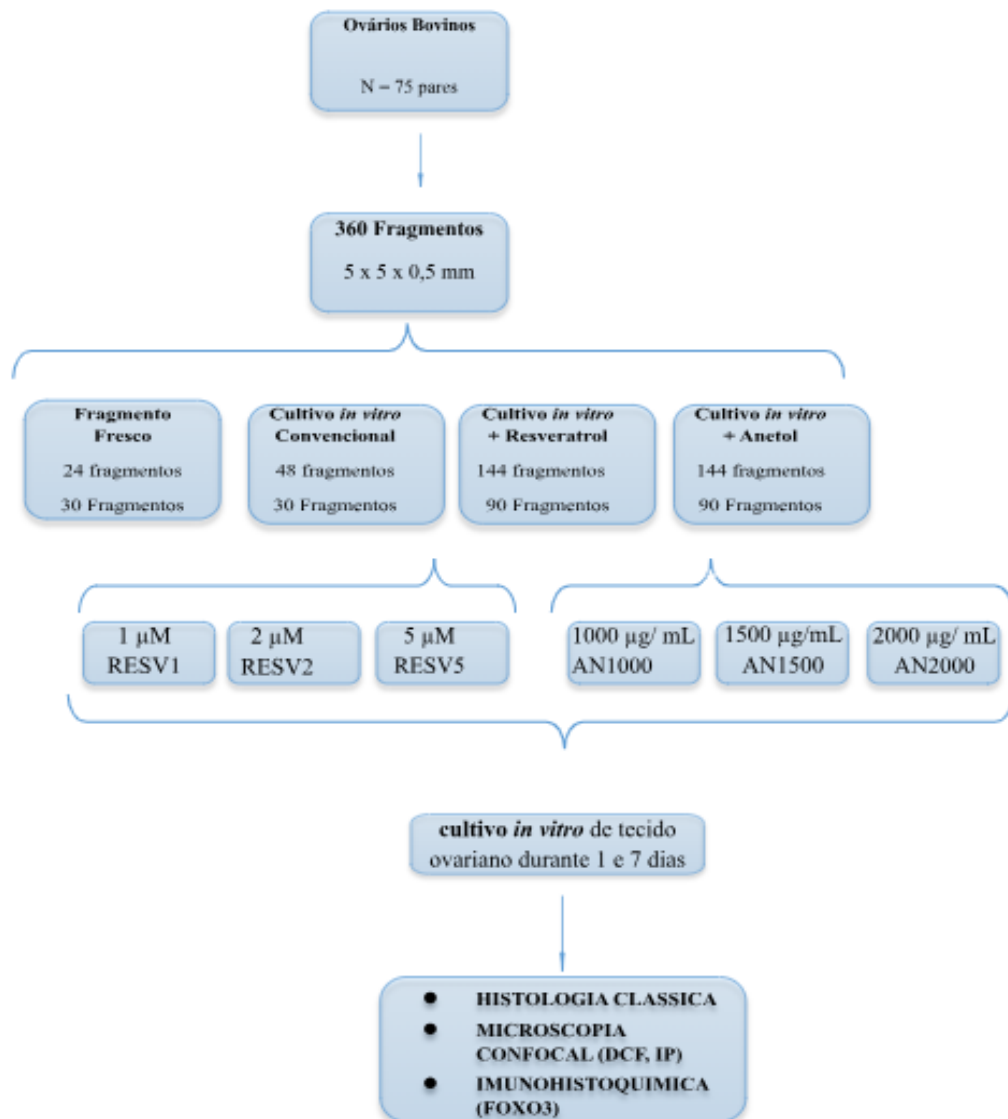 Ovários Bovinos
N = 75 pares
360 Fragmentos
5 x 5 x 0,5 mm
Fragmento
Fresco
24 fragmentos
30 Fragmentos
Cultivo in vitro
Convencional
48 fragmentos
30 Fragmentos
Cultivo in vitro
+ Resveratrol
144 fragmentos
90 Fragmentos
Cultivo in vitro
+ Anetol
144 fragmentos
90 Fragmentos
1 µM
RESV1
2 µM
RESV2
5 µM
RESV5
1000 µg/ mL
AN1000
1500 µg/mL
AN1500
2000 µg/ mL
AN2000
cultivo in vitro de tecido
ovariano durante 1 e 7 dias
● HISTOLOGIA CLASSICA
● MICROSCOPIA
CONFOCAL (DCF, IP)
● IMUNOHISTOQUIMICA
(FOXO3)